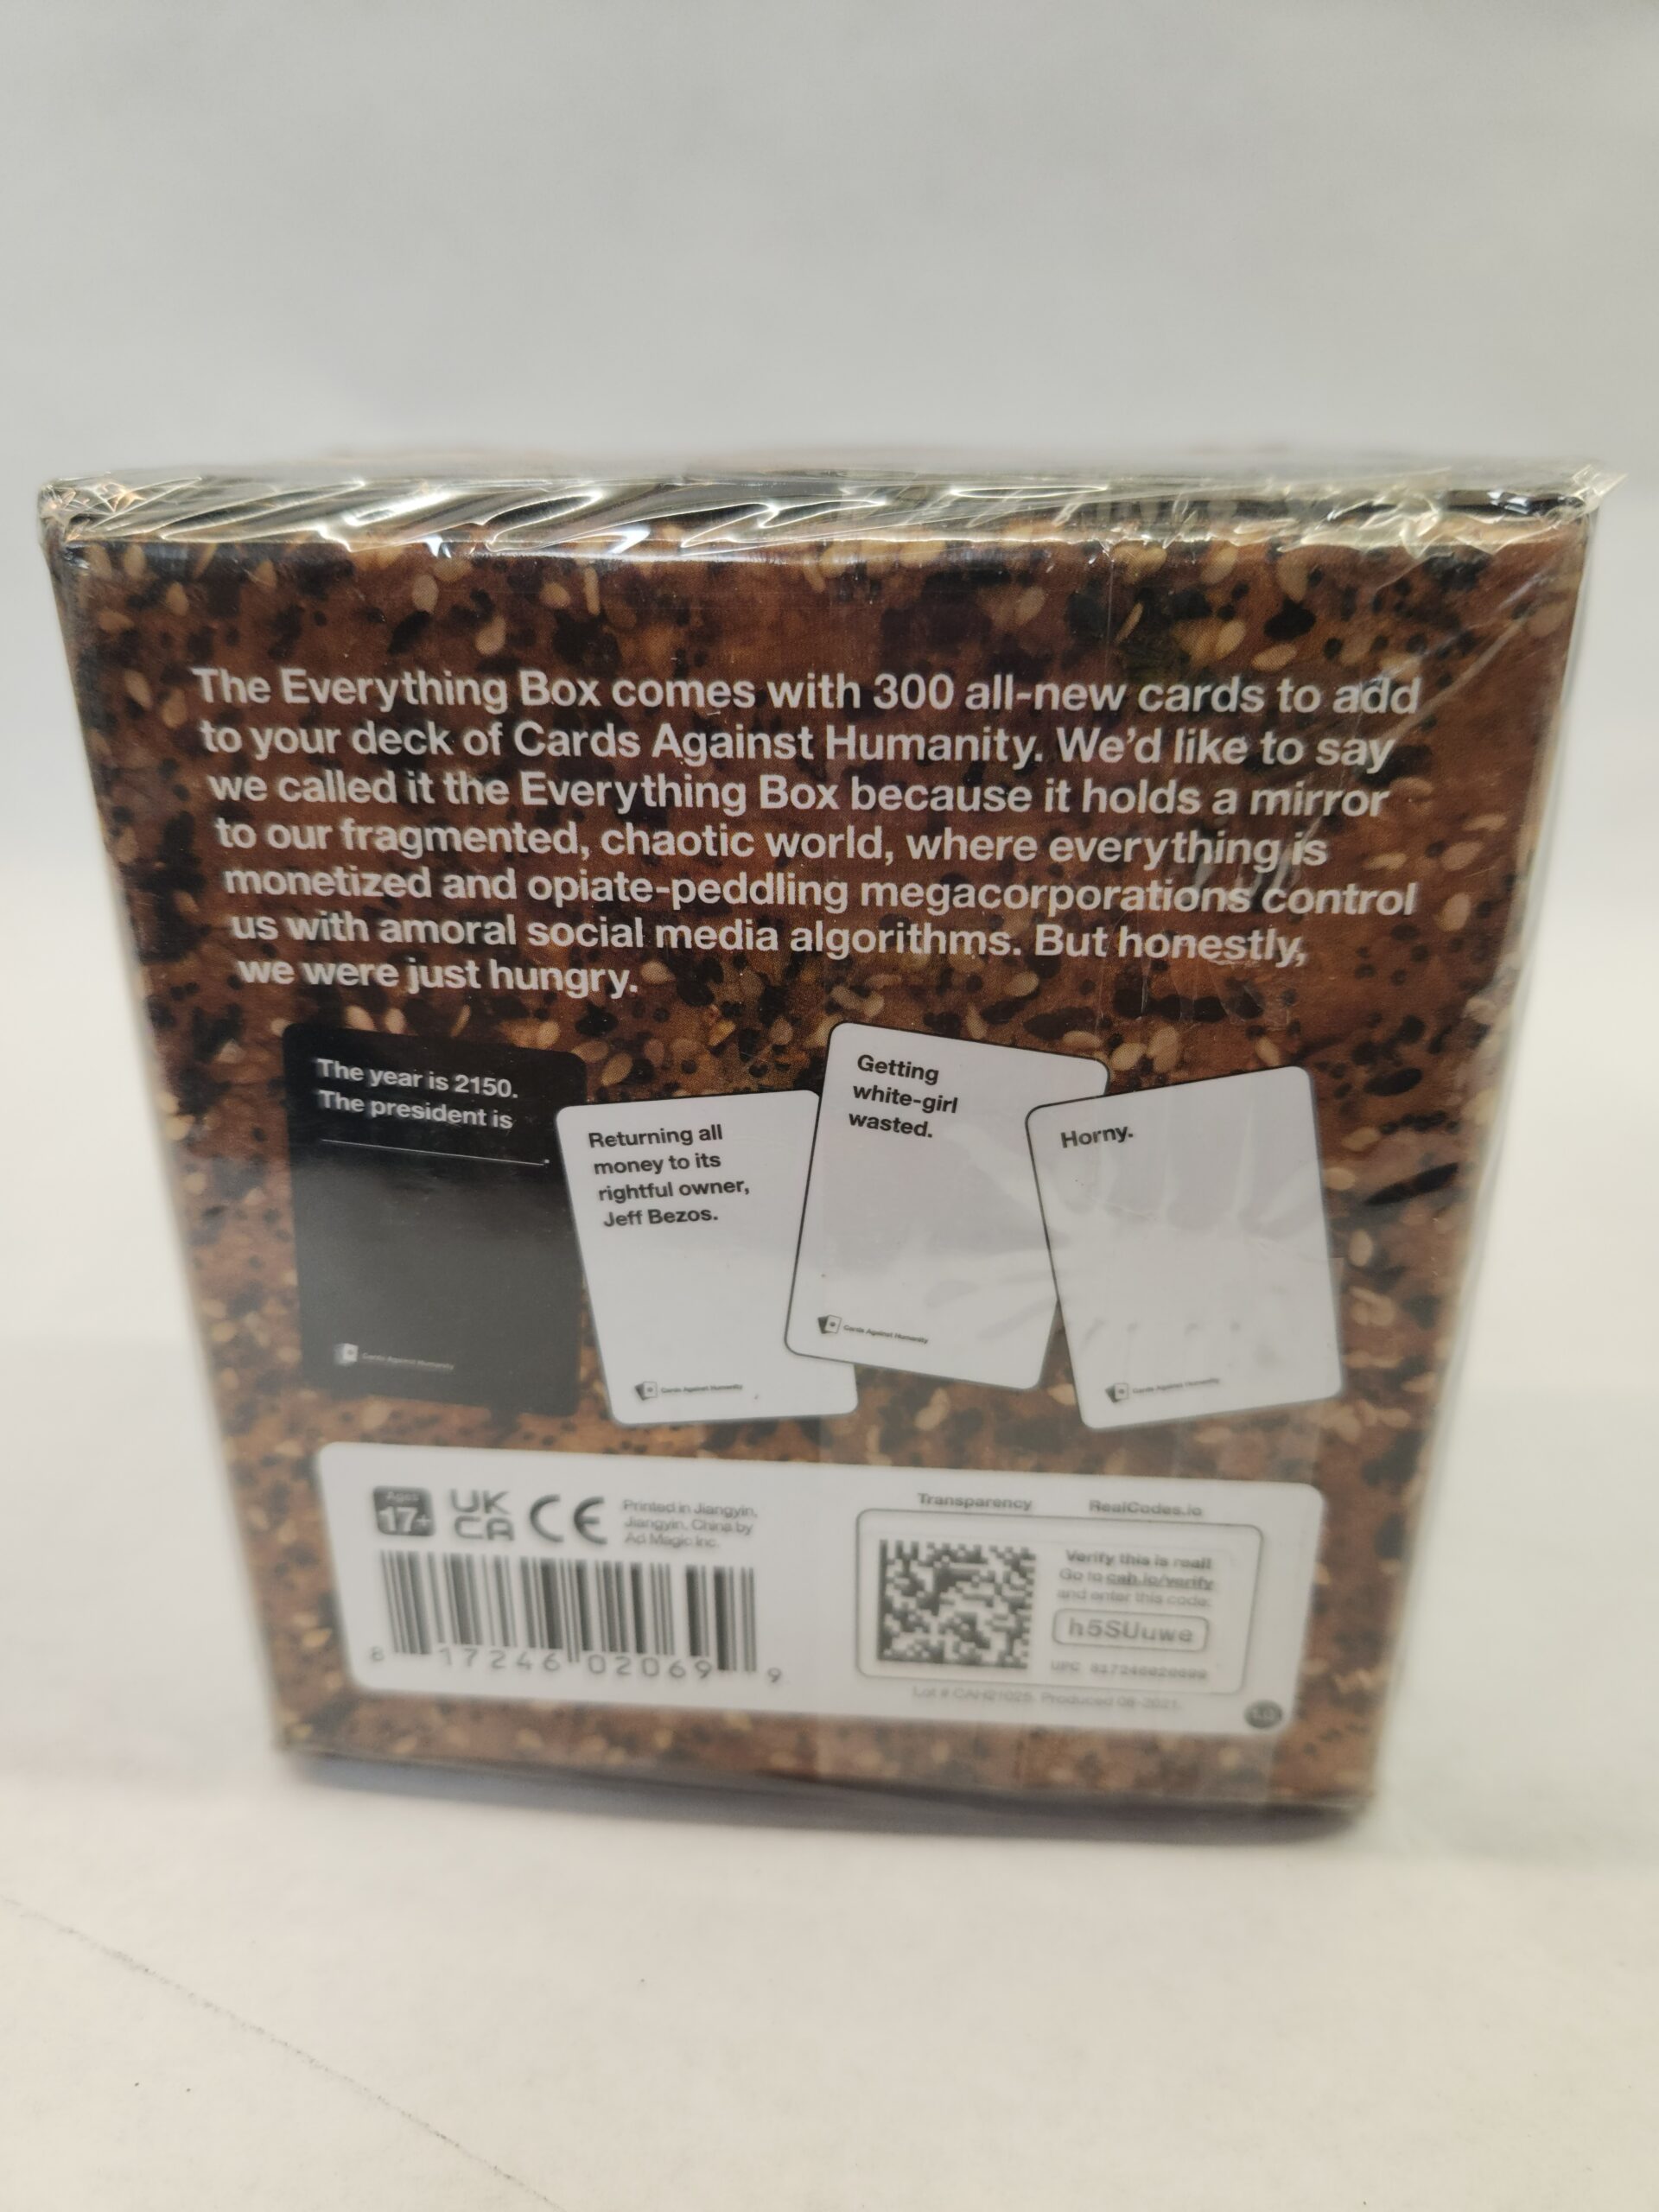 The Everything Box comes with 300 all-new cards to add
to your deck of Cards Against Humanity. We'd like to say
we called it the Everything Box because it holds a mirror
to our fragmented, chaotic world, where everything is
monetized and opiate-peddling megacorporations control
us with amoral social media algorithms. But honestly,
we were just hungry.
The year is 2150.
The president is
Cards Against Humanity
Returning all
money to its
rightful owner,
Jeff Bezos.
Cards Against Humanity
Getting
white-girl
wasted.
Cards Against Humanity
Horny.
Cards Against Humanity
Ages
17+
UK
CA
CE
Printed in Jiangyin,
Jiangyin, China by
Ad Magic Inc.
8 17246 02069 9
Transparency RealCodes.io
Verify this is real!
Go to cah.io/verify
and enter this code:
h5SUuwe
UPC 817246020699
Lot # CAH21025. Produced 08-2021.